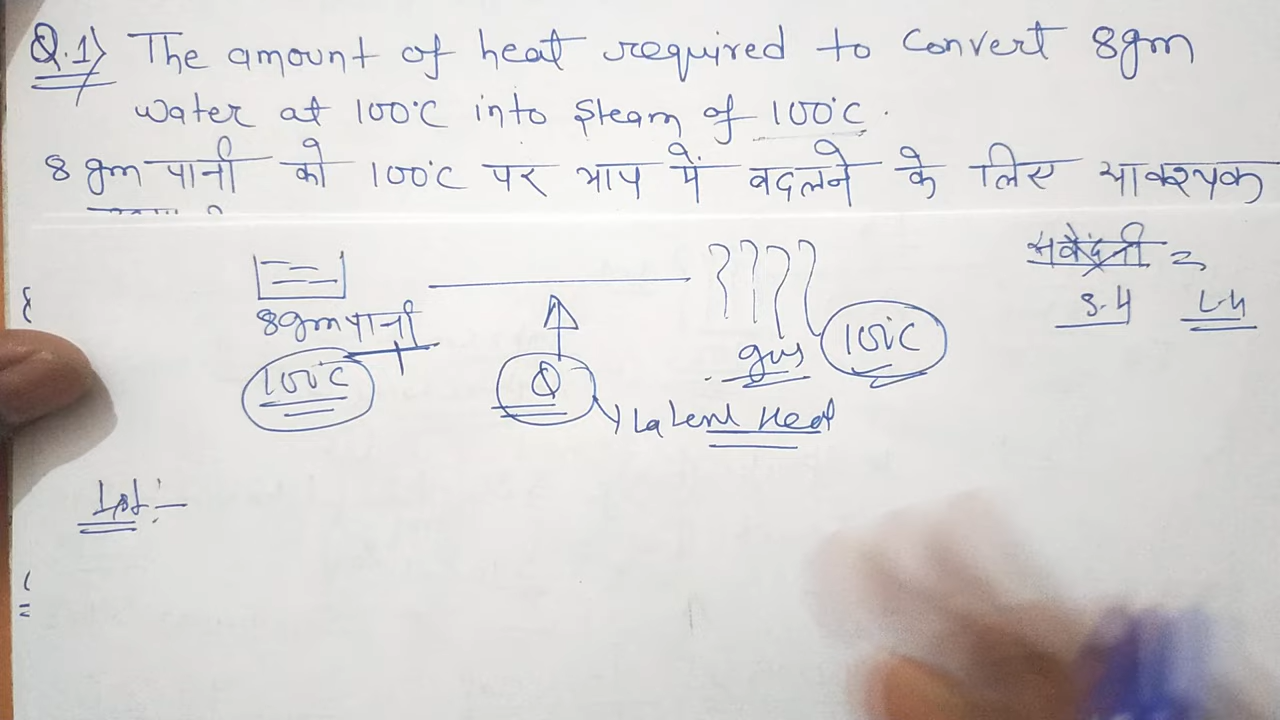 Q.1) The amount of heat required to convert 8gm
water at 100°C into steam of 100°C.
8 gm पानी को 100°C पर भाप में बदलने के लिए आवश्यक
S.H L.H
8gm पानी
gas
100°C
100°C
Q
Latent Heat
Ist :-